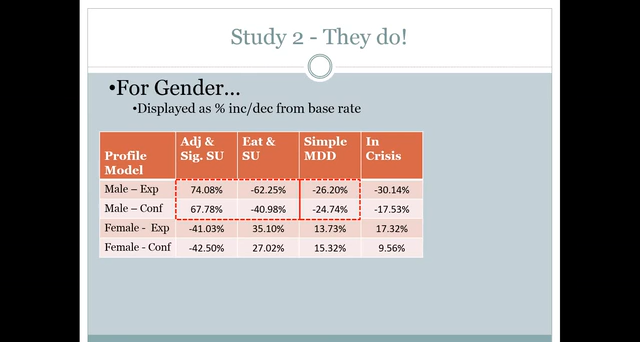 Study 2 - They do!
•For Gender...
•Displayed as % inc/dec from base rate
Profile Model Adj & Sig. SU Eat & SU Simple MDD In Crisis
Male – Exp 74.08% -62.25% -26.20% -30.14%
Male – Conf 67.78% -40.98% -24.74% -17.53%
Female - Exp -41.03% 35.10% 13.73% 17.32%
Female - Conf -42.50% 27.02% 15.32% 9.56%